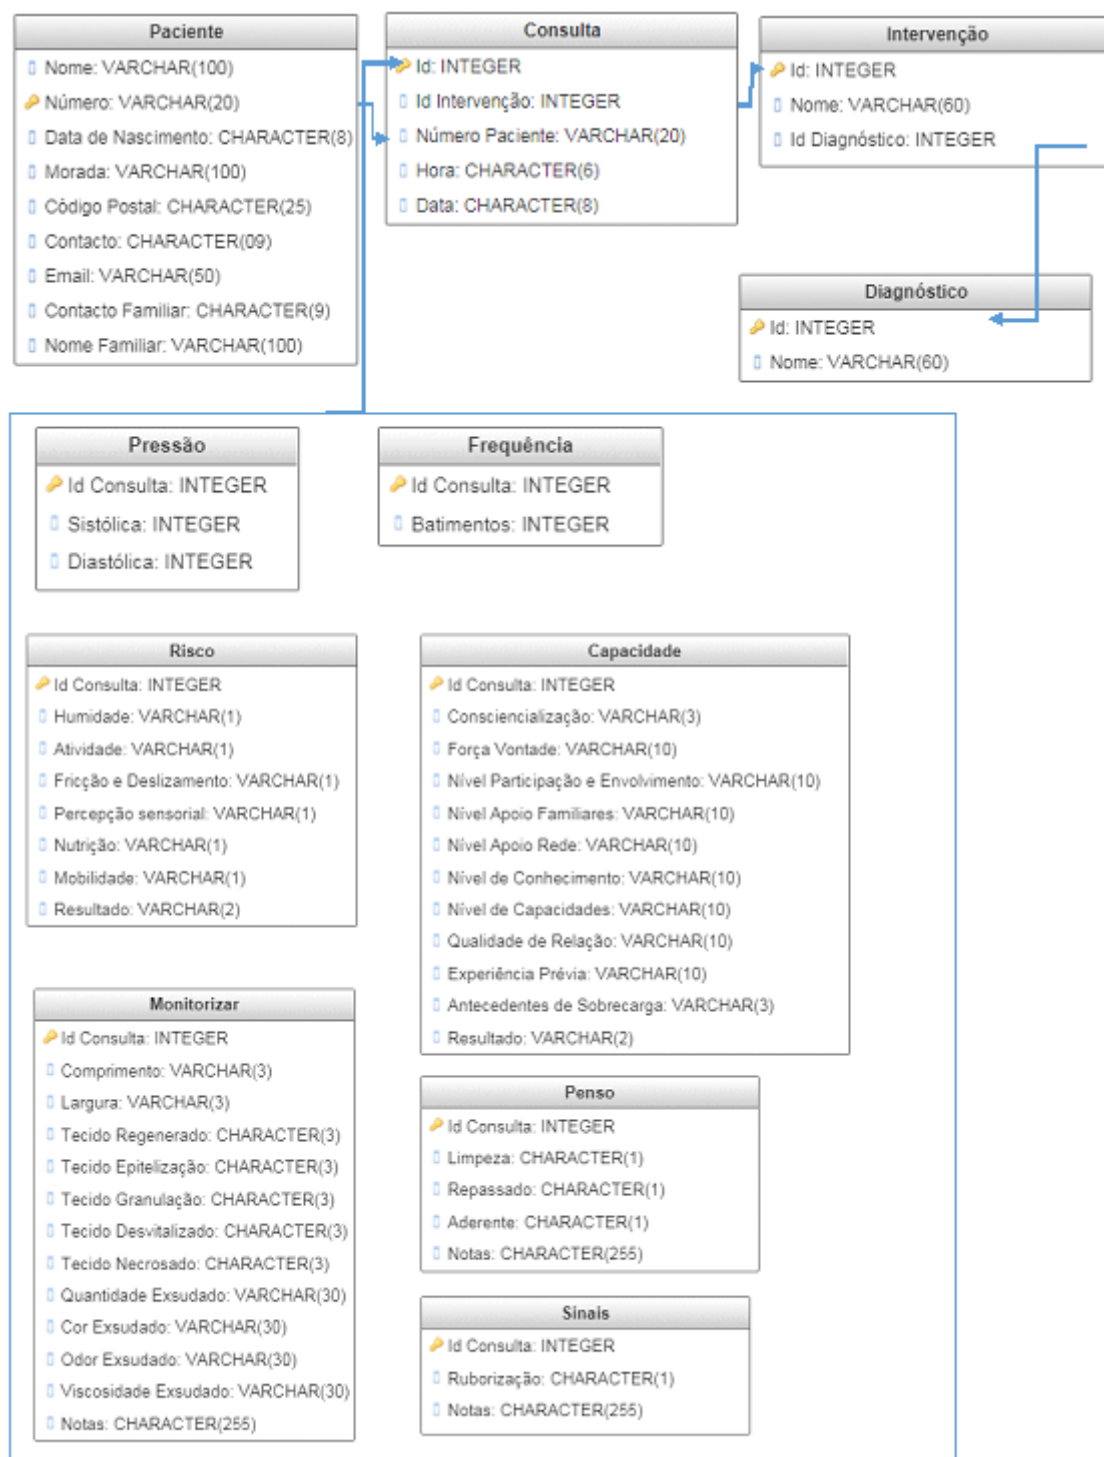 Paciente
Nome: VARCHAR(100)
Número: VARCHAR(20)
Data de Nascimento: CHARACTER(8)
Morada: VARCHAR(100)
Código Postal: CHARACTER(25)
Contacto: CHARACTER(09)
Email: VARCHAR(50)
Contacto Familiar: CHARACTER(9)
Nome Familiar: VARCHAR(100)
Consulta
Id: INTEGER
Id Intervenção: INTEGER
Número Paciente: VARCHAR(20)
Hora: CHARACTER(6)
Data: CHARACTER(8)
Intervenção
Id: INTEGER
Nome: VARCHAR(60)
Id Diagnóstico: INTEGER
Diagnóstico
Id: INTEGER
Nome: VARCHAR(60)
Pressão
Id Consulta: INTEGER
Sistólica: INTEGER
Diastólica: INTEGER
Frequência
Id Consulta: INTEGER
Batimentos: INTEGER
Risco
Id Consulta: INTEGER
Humidade: VARCHAR(1)
Atividade: VARCHAR(1)
Fricção e Deslizamento: VARCHAR(1)
Percepção sensorial: VARCHAR(1)
Nutrição: VARCHAR(1)
Mobilidade: VARCHAR(1)
Resultado: VARCHAR(2)
Capacidade
Id Consulta: INTEGER
Consciencialização: VARCHAR(3)
Força Vontade: VARCHAR(10)
Nível Participação e Envolvimento: VARCHAR(10)
Nível Apoio Familiares: VARCHAR(10)
Nível Apoio Rede: VARCHAR(10)
Nível de Conhecimento: VARCHAR(10)
Nível de Capacidades: VARCHAR(10)
Qualidade de Relação: VARCHAR(10)
Experiência Prévia: VARCHAR(10)
Antecedentes de Sobrecarga: VARCHAR(3)
Resultado: VARCHAR(2)
Monitorizar
Id Consulta: INTEGER
Comprimento: VARCHAR(3)
Largura: VARCHAR(3)
Tecido Regenerado: CHARACTER(3)
Tecido Epitelização: CHARACTER(3)
Tecido Granulação: CHARACTER(3)
Tecido Desvitalizado: CHARACTER(3)
Tecido Necrosado: CHARACTER(3)
Quantidade Exsudado: VARCHAR(30)
Cor Exsudado: VARCHAR(30)
Odor Exsudado: VARCHAR(30)
Viscosidade Exsudado: VARCHAR(30)
Notas: CHARACTER(255)
Penso
Id Consulta: INTEGER
Limpeza: CHARACTER(1)
Repassado: CHARACTER(1)
Aderente: CHARACTER(1)
Notas: CHARACTER(255)
Sinais
Id Consulta: INTEGER
Ruborização: CHARACTER(1)
Notas: CHARACTER(255)